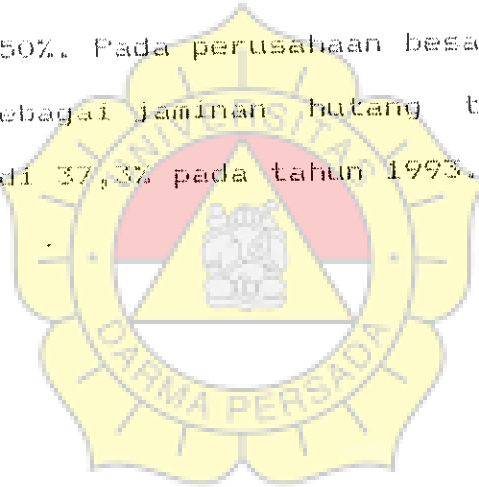 50%. Pada perusahaan besa
ebagai jaminan hutang t
di 37,3% pada tahun 1993.
UNIVERSITAS
DARMA PERSADA